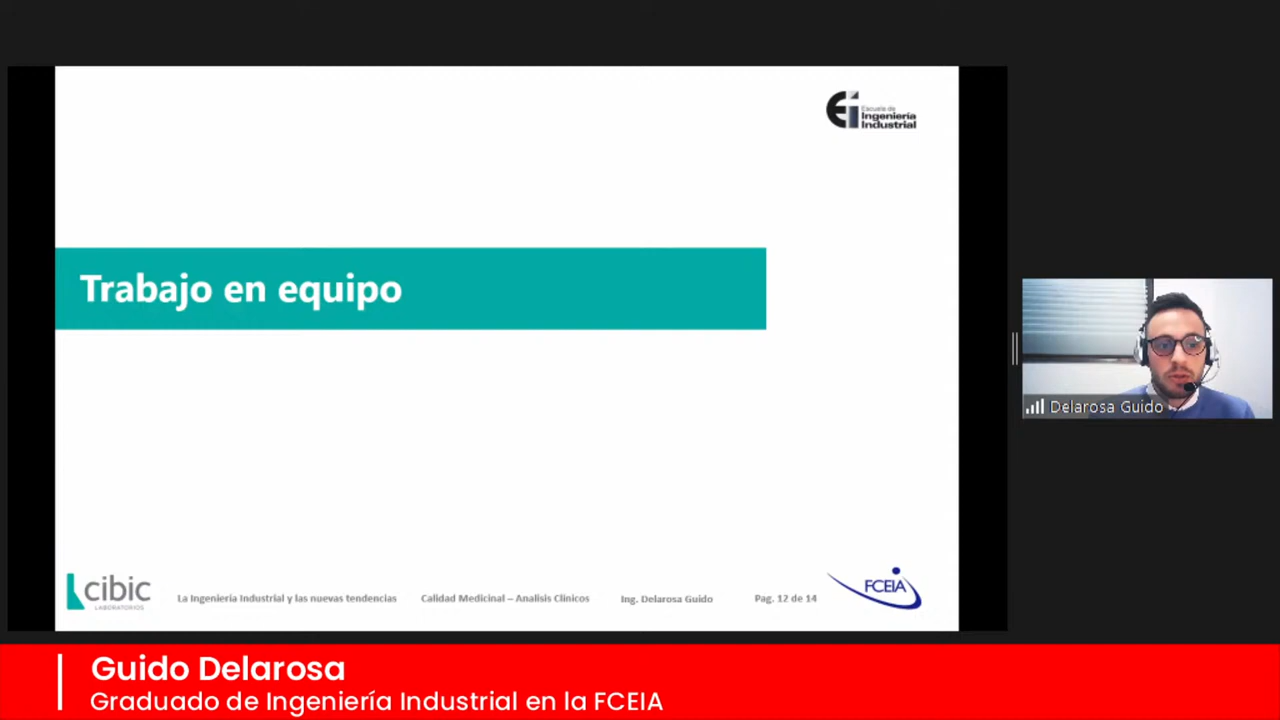 Escuela de
Ingeniería
Industrial
Trabajo en equipo
Delarosa Guido
cibic
LABORATORIOS
La Ingeniería Industrial y las nuevas tendencias
Calidad Medicinal – Analisis Clínicos
Ing. Delarosa Guido
Pag. 12 de 14
FCEIA
Guido Delarosa
Graduado de Ingeniería Industrial en la FCEIA